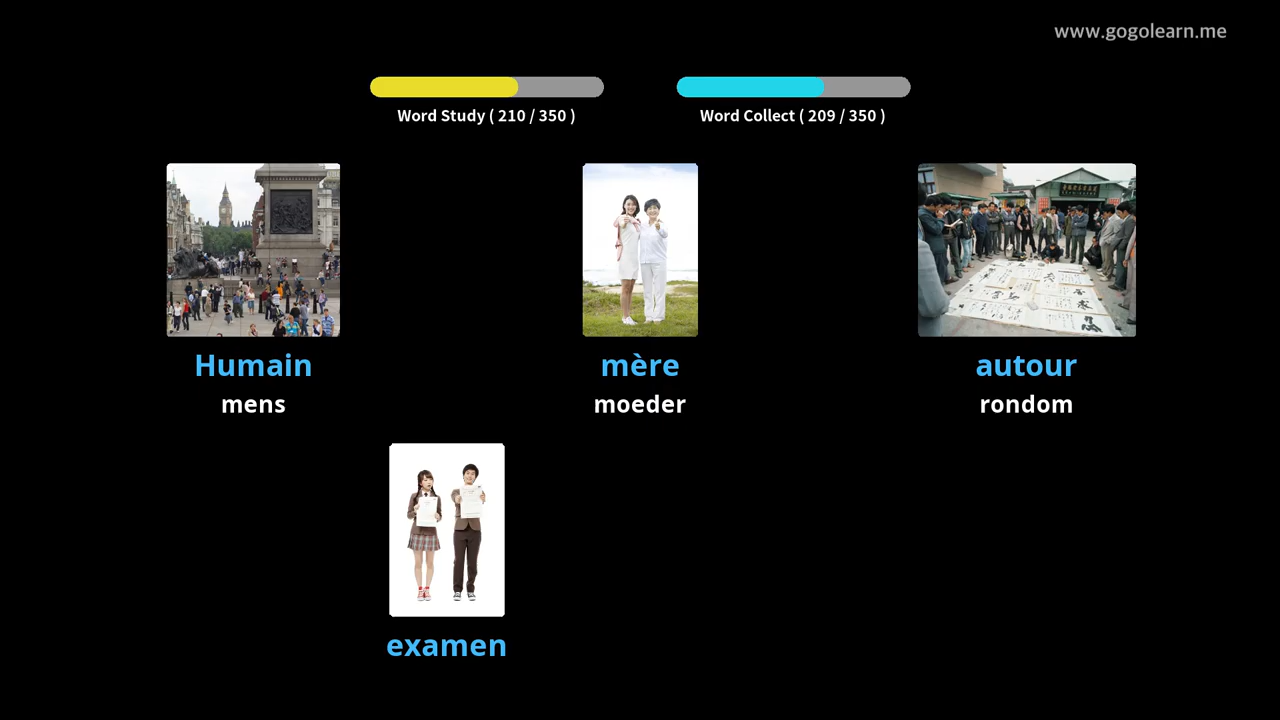 www.gogolearn.me
Word Study ( 210 / 350 )
Word Collect ( 209 / 350 )
Humain
mens
mère
moeder
autour
rondom
examen